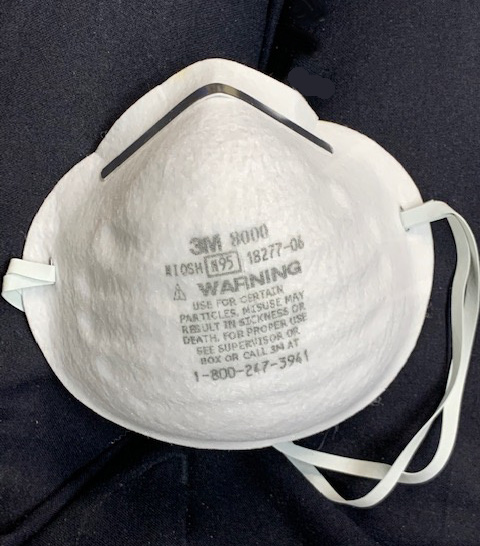 3M 8000
NIOSH N95 18277-06
⚠ WARNING
USE FOR CERTAIN
PARTICLES. MISUSE MAY
RESULT IN SICKNESS OR
DEATH. FOR PROPER USE
SEE SUPERVISOR OR
BOX OR CALL 3M AT
1-800-247-3941